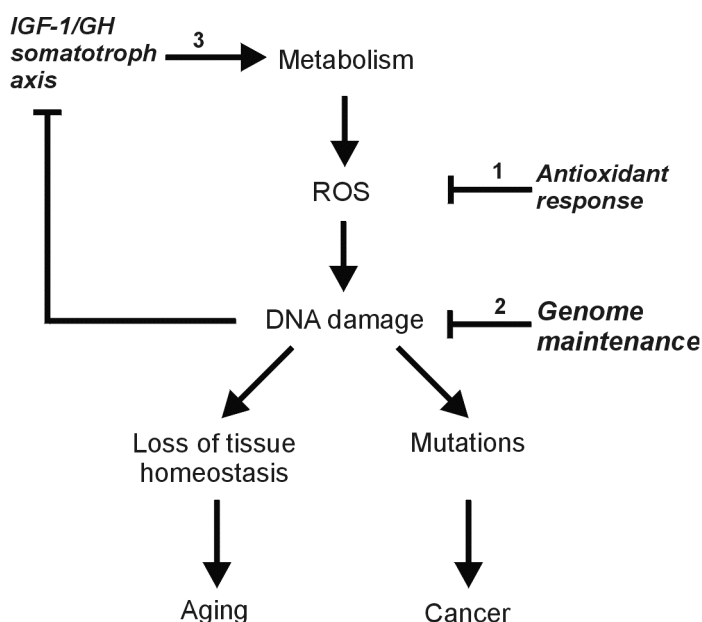 IGF-1/GH
somatotroph
axis
3
Metabolism
ROS
1
Antioxidant
response
DNA damage
2
Genome
maintenance
Loss of tissue
homeostasis
Mutations
Aging
Cancer